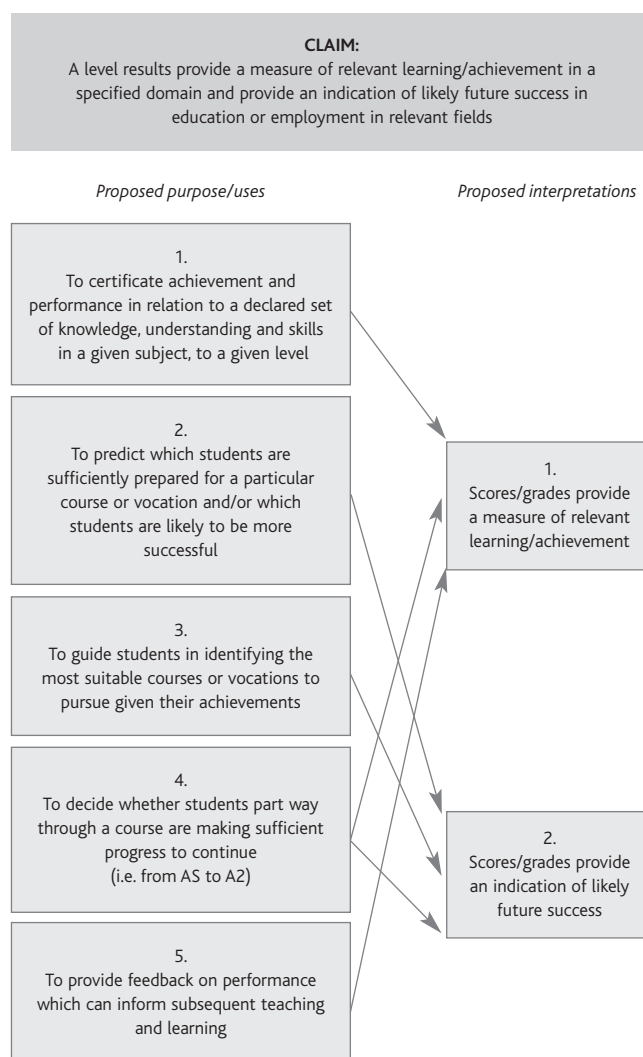 CLAIM:
A level results provide a measure of relevant learning/achievement in a
specified domain and provide an indication of likely future success in
education or employment in relevant fields
Proposed purpose/uses
Proposed interpretations
1.
To certificate achievement and
performance in relation to a declared set
of knowledge, understanding and skills
in a given subject, to a given level
2.
To predict which students are
sufficiently prepared for a particular
course or vocation and/or which
students are likely to be more
successful
3.
To guide students in identifying the
most suitable courses or vocations to
pursue given their achievements
4.
To decide whether students part way
through a course are making sufficient
progress to continue
(i.e. from AS to A2)
5.
To provide feedback on performance
which can inform subsequent teaching
and learning
1.
Scores/grades provide
a measure of relevant
learning/achievement
2.
Scores/grades provide
an indication of likely
future success